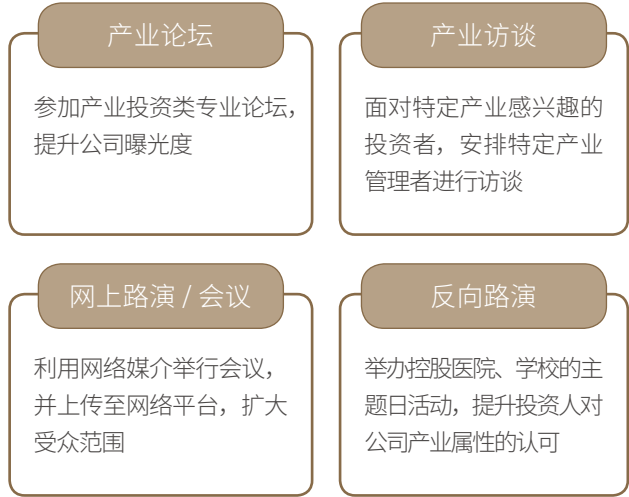 产业论坛
参加产业投资类专业论坛，
提升公司曝光度
产业访谈
面对特定产业感兴趣的
投资者，安排特定产业
管理者进行访谈
网上路演 / 会议
利用网络媒介举行会议，
并上传至网络平台，扩大
受众范围
反向路演
举办控股医院、学校的主
题日活动，提升投资人对
公司产业属性的认可